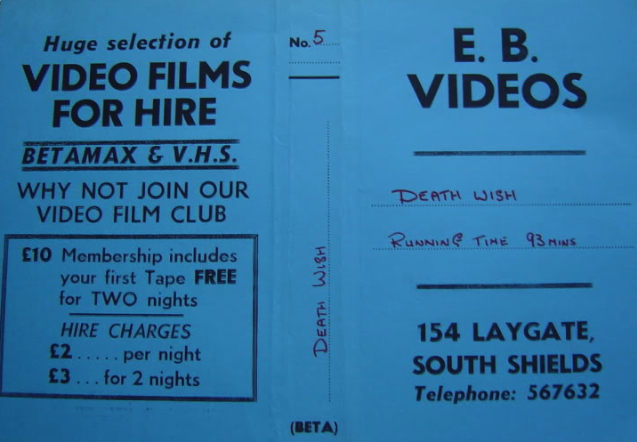 Huge selection of
VIDEO FILMS
FOR HIRE
BETAMAX & V.H.S.
WHY NOT JOIN OUR
VIDEO FILM CLUB
£10 Membership includes
your first Tape FREE
for TWO nights
HIRE CHARGES
£2 ..... per night
£3 ... for 2 nights
No. 5
DEATH WISH
(BETA)
E. B.
VIDEOS
DEATH WISH
RUNNING TIME 93 MINS
154 LAYGATE,
SOUTH SHIELDS
Telephone: 567632